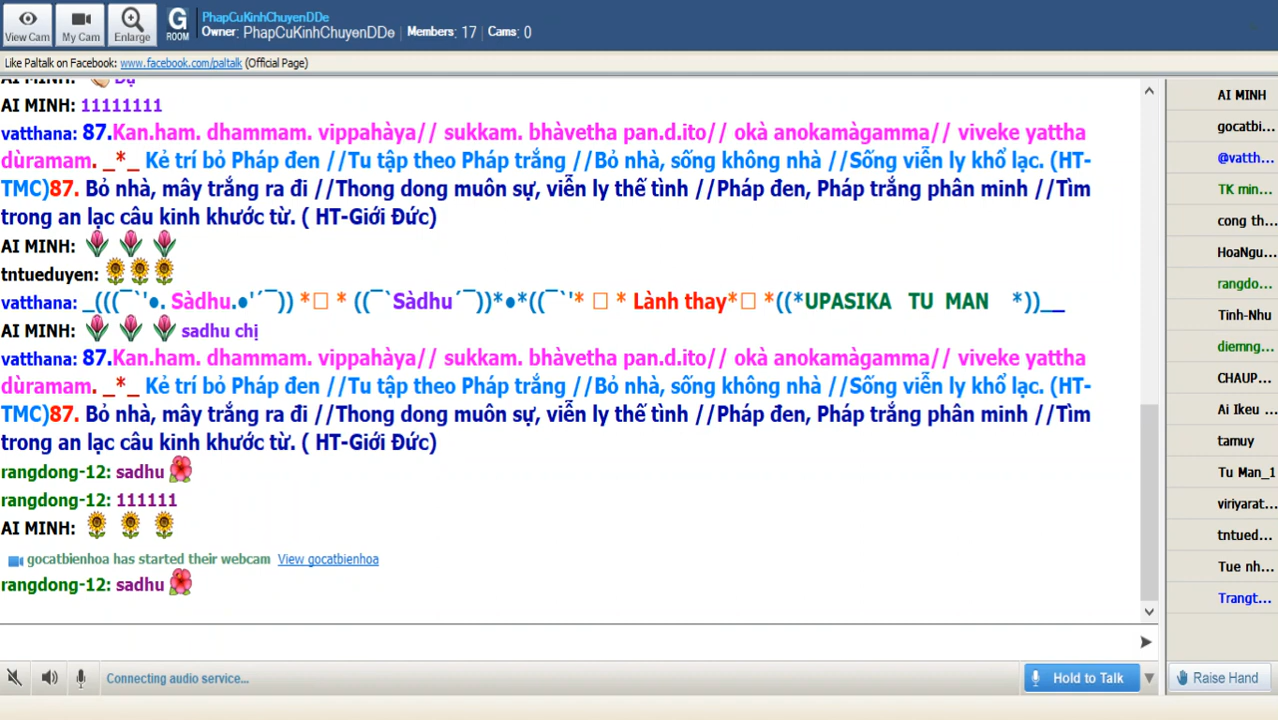 View Cam
My Cam
Enlarge
G
ROOM
PhapCuKinhChuyenDDe
Owner: PhapCuKinhChuyenDDe Members: 17 Cams: 0
Like Paltalk on Facebook: www.facebook.com/paltalk (Official Page)
AI MINH: Dạ
AI MINH: 11111111
vatthana: 87.Kan.ham. dhammam. vippahàya// sukkam. bhàvetha pan.d.ito// okà anokamàgamma// viveke yattha
dùramam. _*_ Kẻ trí bỏ Pháp đen //Tu tập theo Pháp trắng //Bỏ nhà, sống không nhà //Sống viễn ly khổ lạc. (HT-
TMC)87. Bỏ nhà, mây trắng ra đi //Thong dong muôn sự, viễn ly thế tình //Pháp đen, Pháp trắng phân minh //Tìm
trong an lạc câu kinh khước từ. ( HT-Giới Đức)
AI MINH:
tntueduyen:
vatthana: _(((¯`'●. Sàdhu.●'´¯)) *□ * ((¯`Sàdhu´¯))*●*((¯`'* □ * Lành thay*□ *((*UPASIKA TU MAN *))__
AI MINH: sadhu chị
vatthana: 87.Kan.ham. dhammam. vippahàya// sukkam. bhàvetha pan.d.ito// okà anokamàgamma// viveke yattha
dùramam. _*_ Kẻ trí bỏ Pháp đen //Tu tập theo Pháp trắng //Bỏ nhà, sống không nhà //Sống viễn ly khổ lạc. (HT-
TMC)87. Bỏ nhà, mây trắng ra đi //Thong dong muôn sự, viễn ly thế tình //Pháp đen, Pháp trắng phân minh //Tìm
trong an lạc câu kinh khước từ. ( HT-Giới Đức)
rangdong-12: sadhu
rangdong-12: 111111
AI MINH:
gocatbienhoa has started their webcam View gocatbienhoa
rangdong-12: sadhu
Connecting audio service...
Hold to Talk
AI MINH
gocatbi...
@vatth...
TK min...
cong th...
HoaNgu...
rangdo...
Tinh-Nhu
diemng...
CHAUP...
Ai Ikeu ...
tamuy
Tu Man_1
viriyarat...
tntued...
Tue nh...
Trangt...
Raise Hand